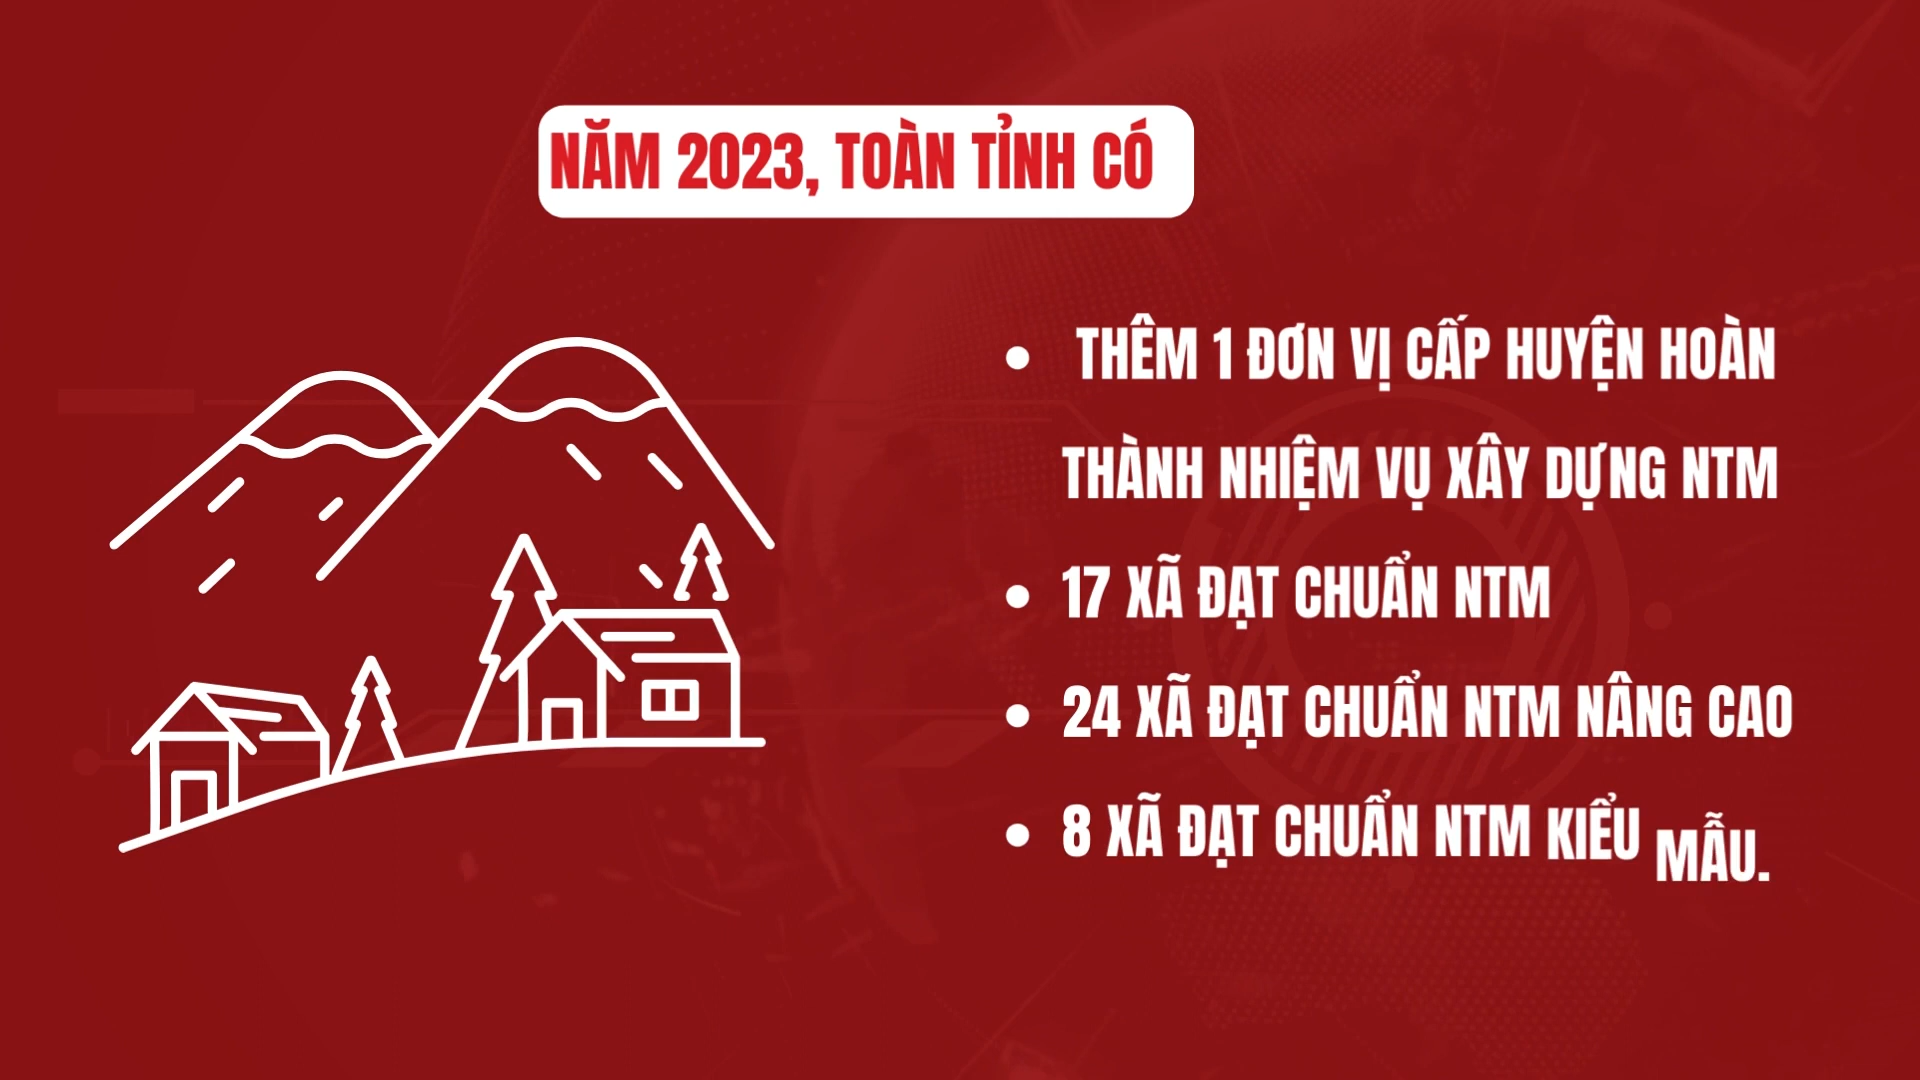 NĂM 2023, TOÀN TỈNH CÓ
• THÊM 1 ĐƠN VỊ CẤP HUYỆN HOÀN
THÀNH NHIỆM VỤ XÂY DỰNG NTM
• 17 XÃ ĐẠT CHUẨN NTM
• 24 XÃ ĐẠT CHUẨN NTM NÂNG CAO
• 8 XÃ ĐẠT CHUẨN NTM KIỂU MẪU.